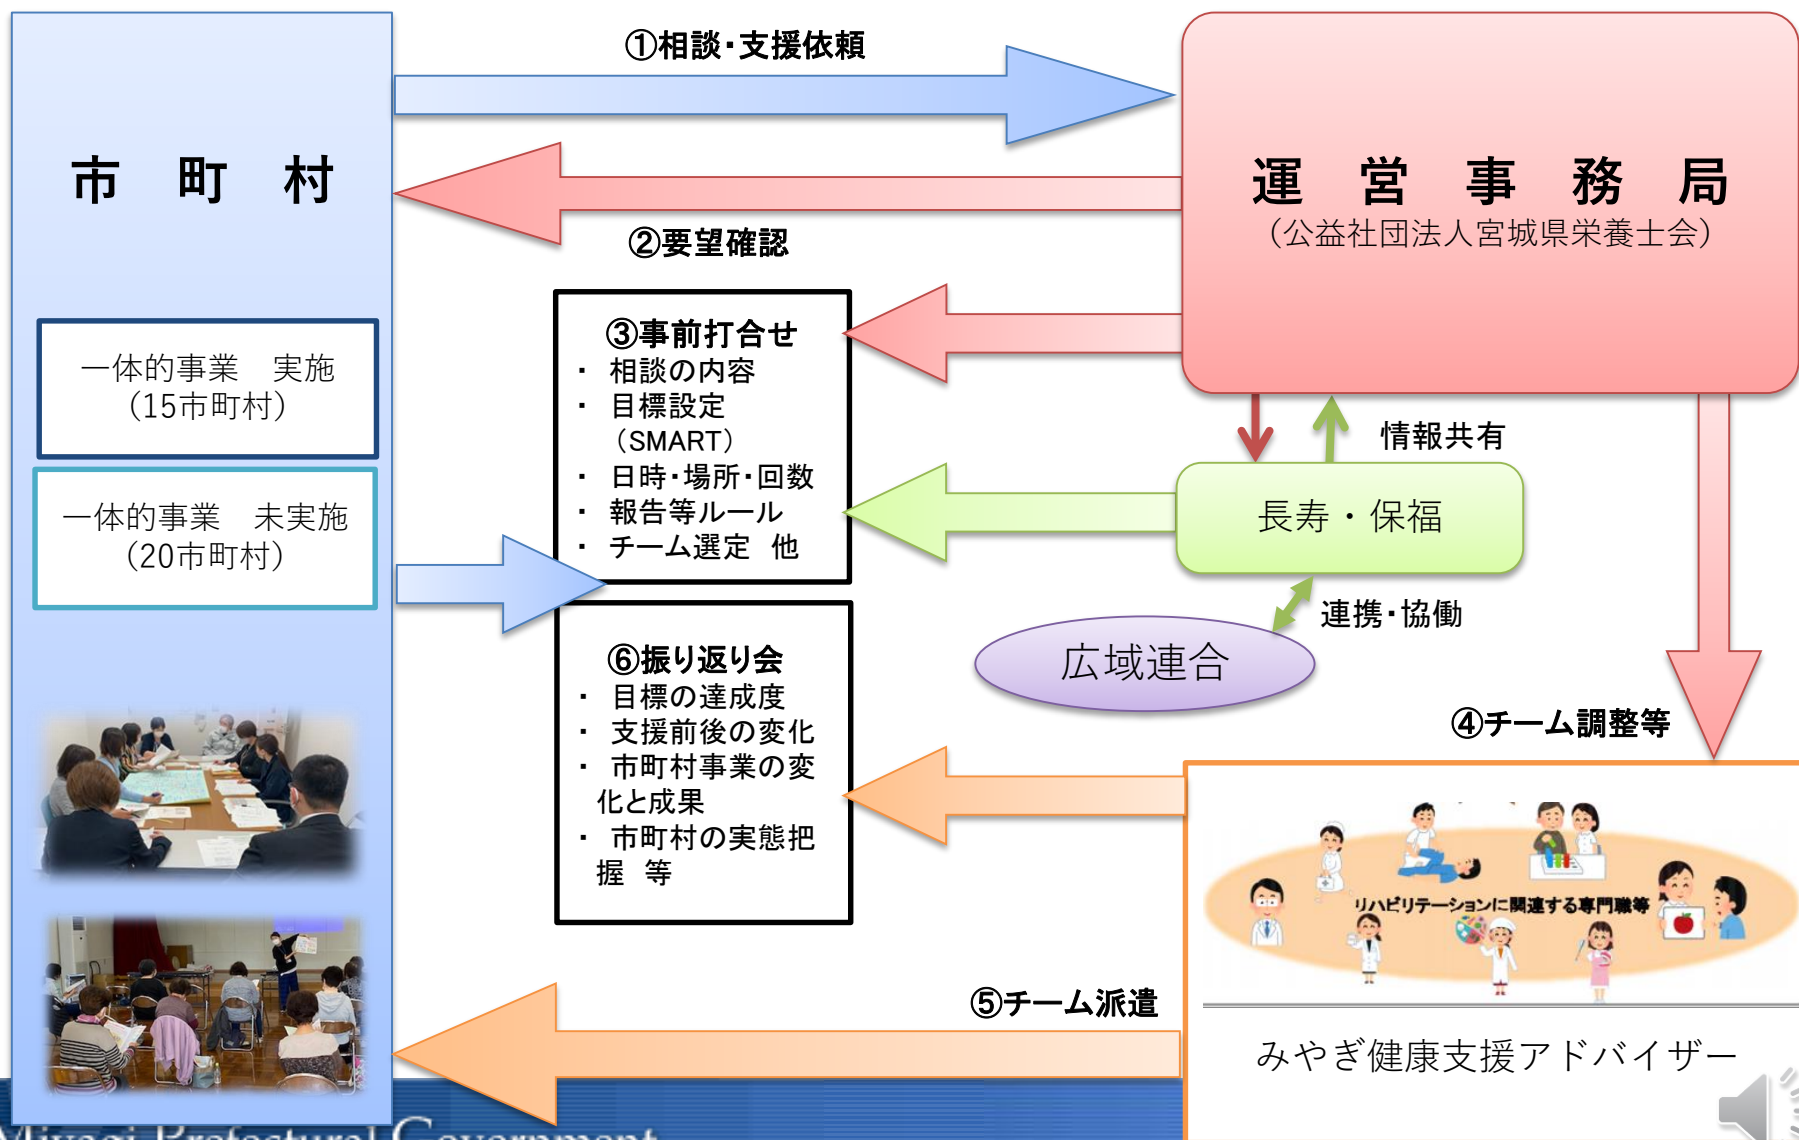 ①相談・支援依頼
市　町　村
運　営　事　務　局
（公益社団法人宮城県栄養士会）
②要望確認
③事前打合せ
・ 相談の内容
・ 目標設定
（SMART）
・ 日時・場所・回数
・ 報告等ルール
・ チーム選定 他
一体的事業　実施
（15市町村）
一体的事業　未実施
（20市町村）
情報共有
長寿・保福
連携・協働
広域連合
⑥振り返り会
・ 目標の達成度
・ 支援前後の変化
・ 市町村事業の変
化と成果
・ 市町村の実態把
握 等
④チーム調整等
リハビリテーションに関連する専門職等
⑤チーム派遣
みやぎ健康支援アドバイザー
Miyagi Prefectural Government